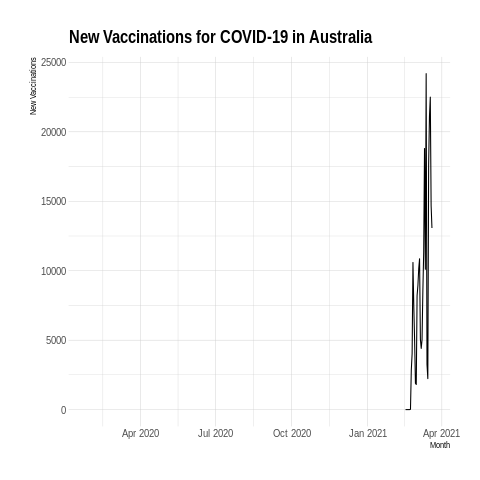 New Vaccinations for COVID-19 in Australia
New Vaccinations
25000
20000
15000
10000
5000
0
Apr 2020 Jul 2020 Oct 2020 Jan 2021 Apr 2021
Month